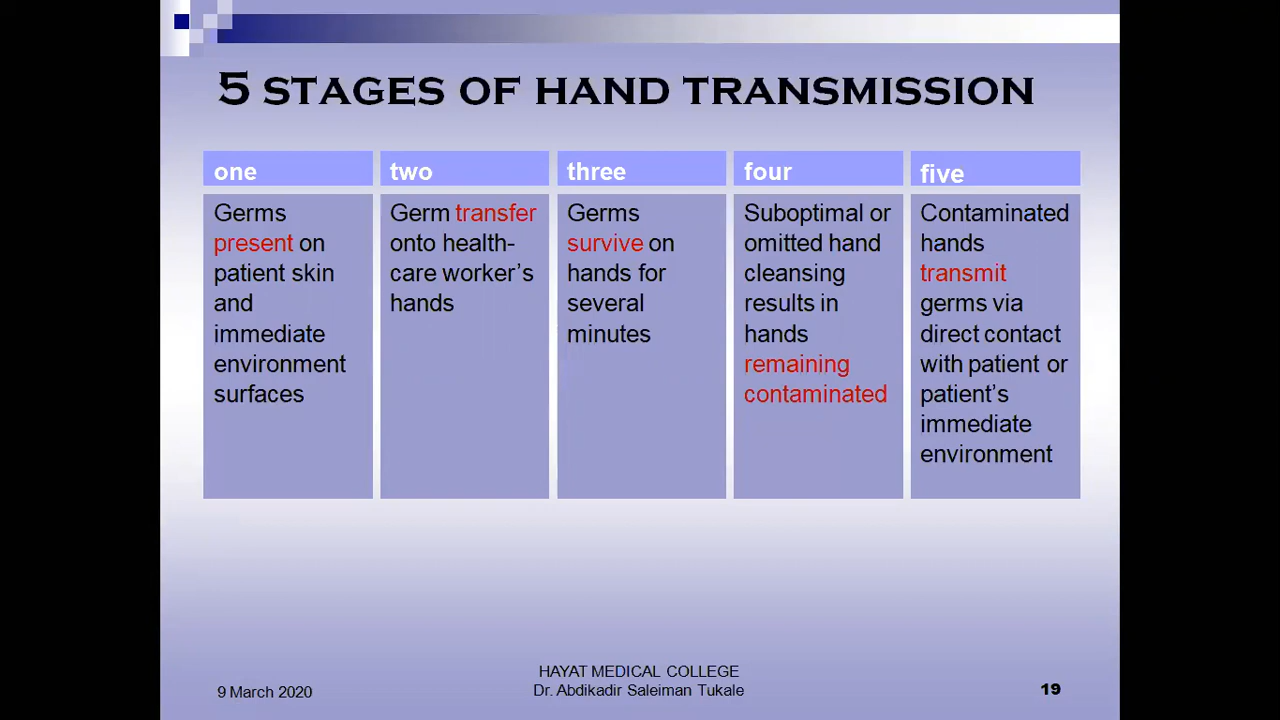 5 STAGES OF HAND TRANSMISSION
one
Germs
present on
patient skin
and
immediate
environment
surfaces
two
Germ transfer
onto health-
care worker’s
hands
three
Germs
survive on
hands for
several
minutes
four
Suboptimal or
omitted hand
cleansing
results in
hands
remaining
contaminated
five
Contaminated
hands
transmit
germs via
direct contact
with patient or
patient’s
immediate
environment
9 March 2020
HAYAT MEDICAL COLLEGE
Dr. Abdikadir Saleiman Tukale
19